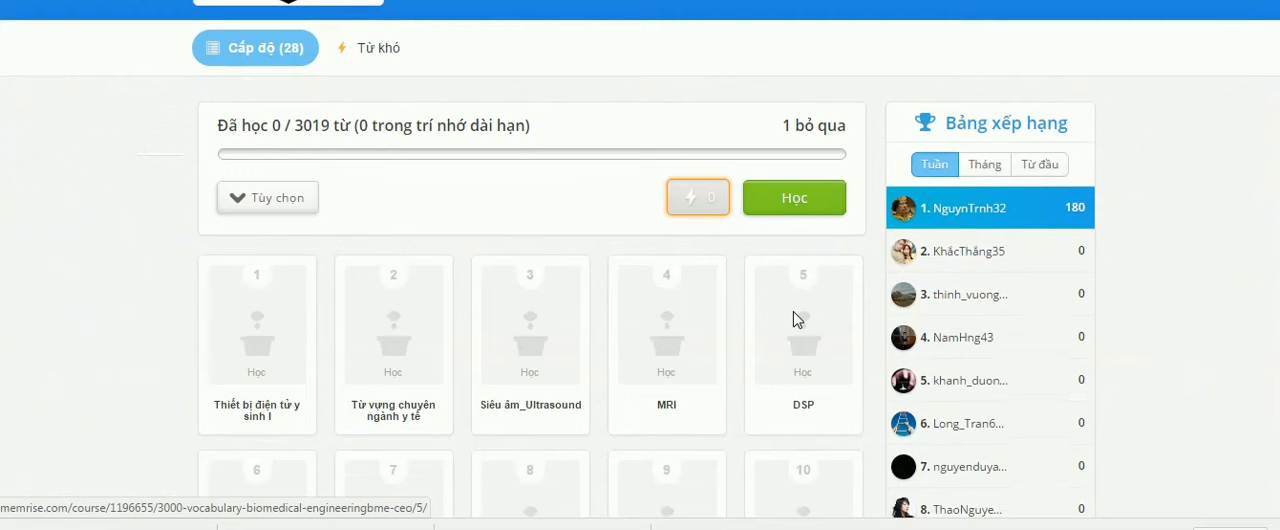 Cấp độ (28)
Từ khó
Đã học 0 / 3019 từ (0 trong trí nhớ dài hạn)
1 bỏ qua
Tùy chọn
0
Học
1
2
3
4
5
Học
Học
Học
Học
Học
Thiết bị điện tử y
sinh I
Từ vựng chuyên
ngành y tế
Siêu âm_Ultrasound
MRI
DSP
6
7
8
9
10
Bảng xếp hạng
Tuần
Tháng
Từ đầu
1. NguynTrnh32 180
2. KhắcThắng35 0
3. thinh_vuong... 0
4. NamHng43 0
5. khanh_duon... 0
6. Long_Tran6... 0
7. nguyenduya... 0
8. ThaoNguye... 0
memrise.com/course/1196655/3000-vocabulary-biomedical-engineeringbme-ceo/5/